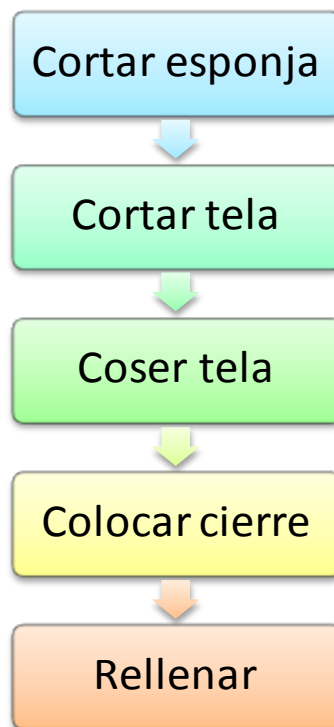 Cortar esponja
Cortar tela
Coser tela
Colocar cierre
Rellenar